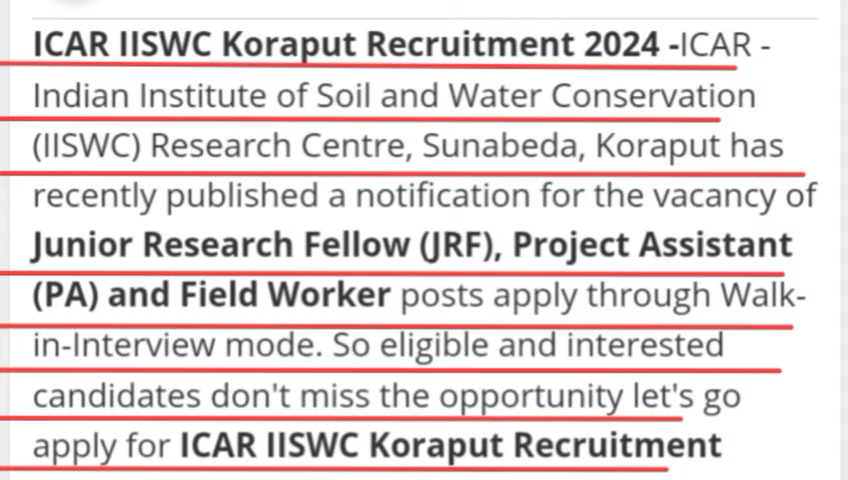 ICAR IISWC Koraput Recruitment 2024 -ICAR -
Indian Institute of Soil and Water Conservation
(IISWC) Research Centre, Sunabeda, Koraput has
recently published a notification for the vacancy of
Junior Research Fellow (JRF), Project Assistant
(PA) and Field Worker posts apply through Walk-
in-Interview mode. So eligible and interested
candidates don't miss the opportunity let's go
apply for ICAR IISWC Koraput Recruitment